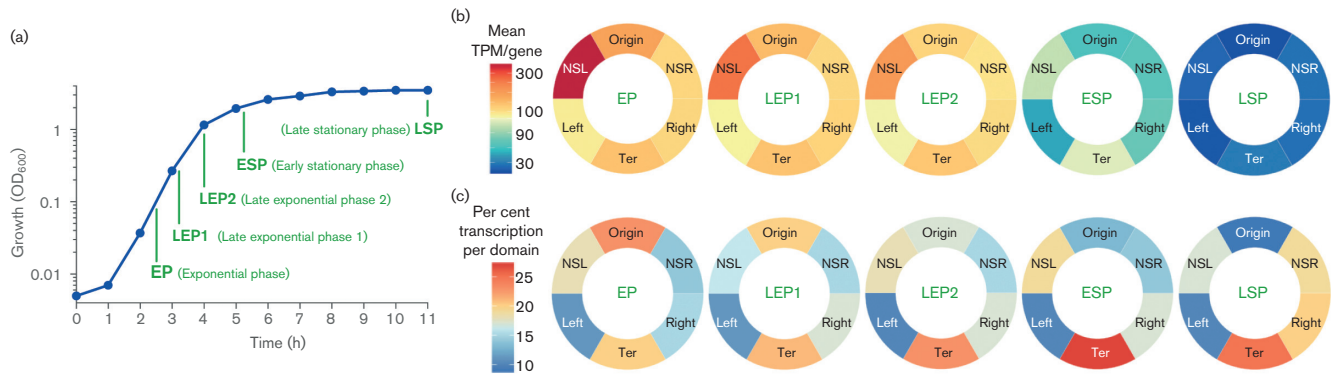 (a)
Growth (OD600)
1
0.1
0.01
0 1 2 3 4 5 6 7 8 9 10 11
Time (h)
(Late stationary phase) LSP
ESP (Early stationary phase)
LEP2 (Late exponential phase 2)
LEP1 (Late exponential phase 1)
EP (Exponential phase)
(b)
Mean
TPM/gene
300
100
90
30
Origin
NSL
NSR
EP
Left
Right
Ter
Origin
NSL
NSR
LEP1
Left
Right
Ter
Origin
NSL
NSR
LEP2
Left
Right
Ter
Origin
NSL
NSR
ESP
Left
Right
Ter
Origin
NSL
NSR
LSP
Left
Right
Ter
(c)
Per cent
transcription
per domain
25
20
15
10
Origin
NSL
NSR
EP
Left
Right
Ter
Origin
NSL
NSR
LEP1
Left
Right
Ter
Origin
NSL
NSR
LEP2
Left
Right
Ter
Origin
NSL
NSR
ESP
Left
Right
Ter
Origin
NSL
NSR
LSP
Left
Right
Ter